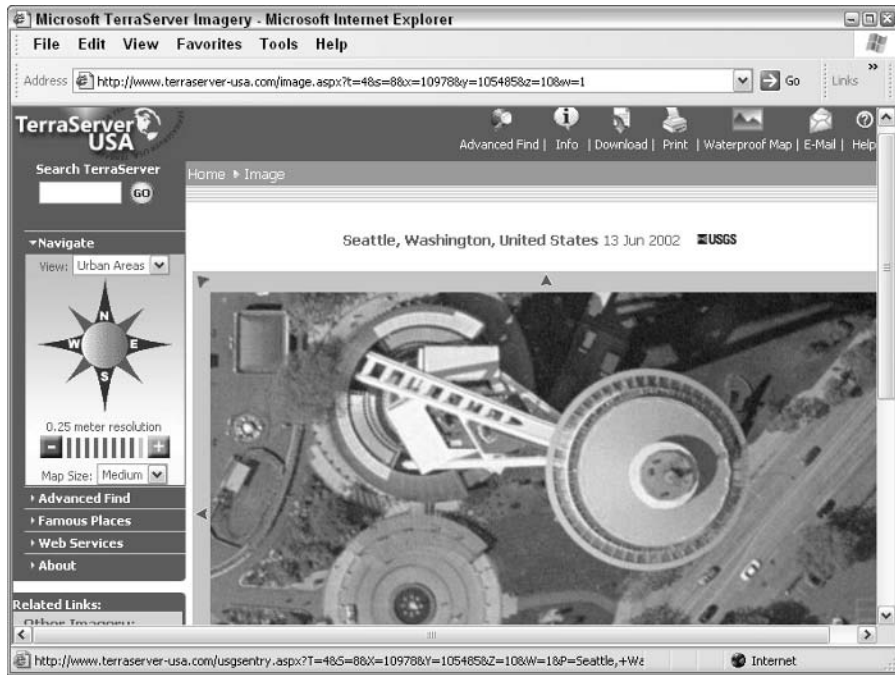 Microsoft TerraServer Imagery - Microsoft Internet Explorer
File Edit View Favorites Tools Help
Address http://www.terraserver-usa.com/image.aspx?t=4&s=8&x=10978&y=105485&z=10&w=1 Go Links »
TerraServer USA
Advanced Find | Info | Download | Print | Waterproof Map | E-Mail | Help
Search TerraServer
GO
Home Image
Seattle, Washington, United States 13 Jun 2002 USGS
Navigate
View: Urban Areas
N
W E
S
0.25 meter resolution
- +
Map Size: Medium
Advanced Find
Famous Places
Web Services
About
Related Links:
Other Imagery:
http://www.terraserver-usa.com/usgsentry.aspx?T=4&S=8&X=10978&Y=105485&Z=10&W=1&P=Seattle,+Wa Internet